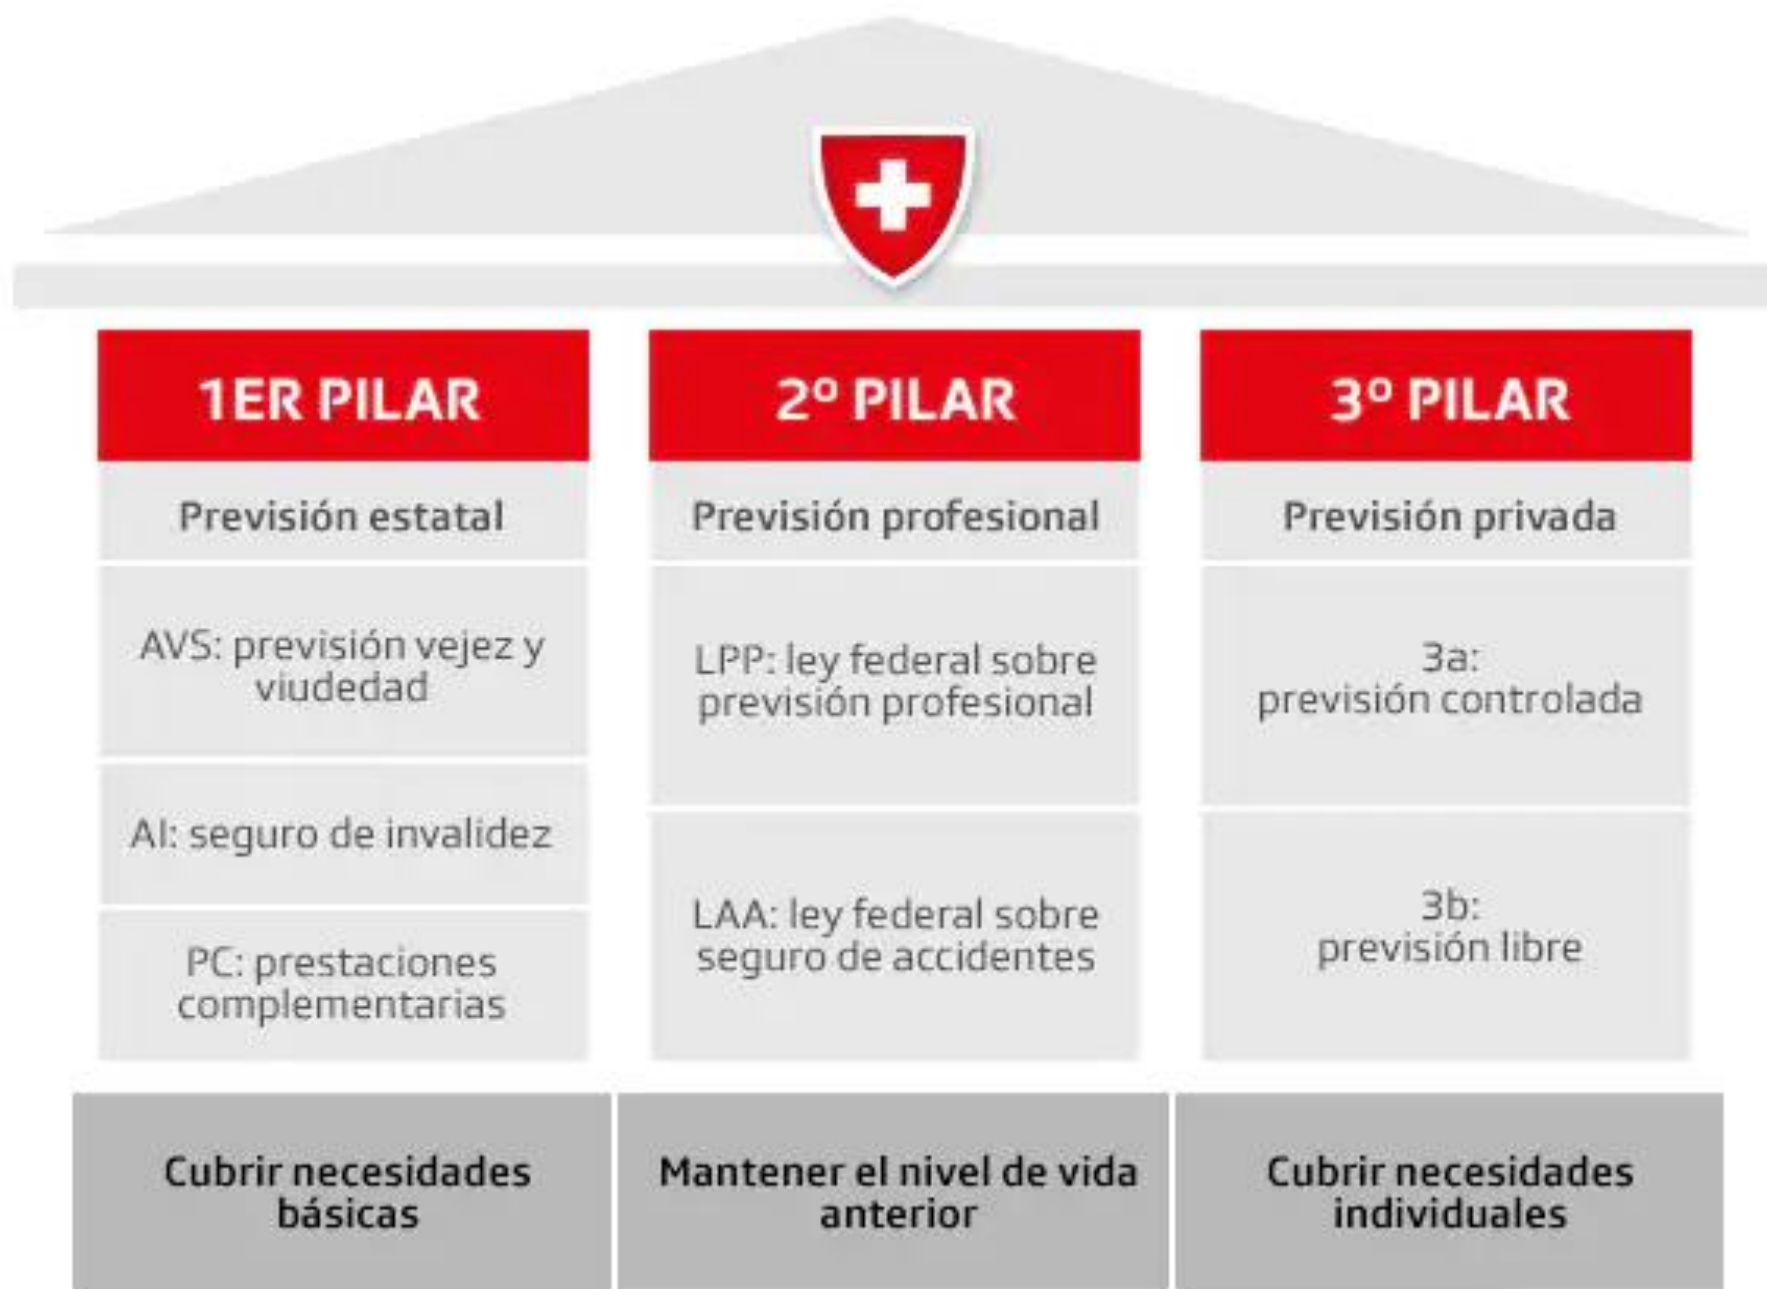 1ER PILAR
Previsión estatal
AVS: previsión vejez y
viudedad
AI: seguro de invalidez
PC: prestaciones
complementarias
Cubrir necesidades
básicas
2º PILAR
Previsión profesional
LPP: ley federal sobre
previsión profesional
LAA: ley federal sobre
seguro de accidentes
Mantener el nivel de vida
anterior
3º PILAR
Previsión privada
3a:
previsión controlada
3b:
previsión libre
Cubrir necesidades
individuales